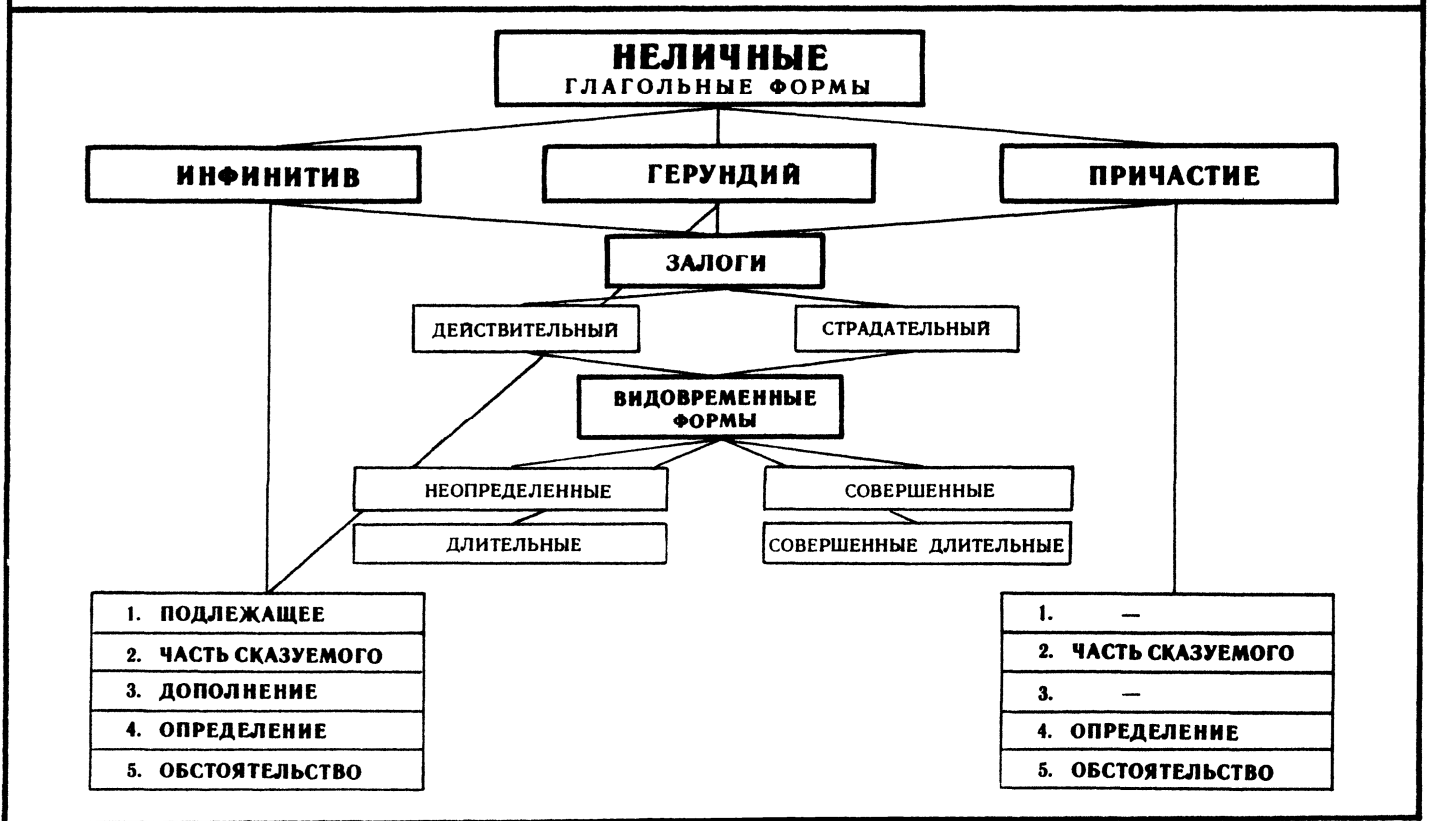 НЕЛИЧНЫЕ
ГЛАГОЛЬНЫЕ ФОРМЫ
ИНФИНИТИВ
ГЕРУНДИЙ
ПРИЧАСТИЕ
ЗАЛОГИ
ДЕЙСТВИТЕЛЬНЫЙ
СТРАДАТЕЛЬНЫЙ
ВИДОВРЕМЕННЫЕ
ФОРМЫ
НЕОПРЕДЕЛЕННЫЕ
СОВЕРШЕННЫЕ
ДЛИТЕЛЬНЫЕ
СОВЕРШЕННЫЕ ДЛИТЕЛЬНЫЕ
1. ПОДЛЕЖАЩЕЕ
2. ЧАСТЬ СКАЗУЕМОГО
3. ДОПОЛНЕНИЕ
4. ОПРЕДЕЛЕНИЕ
5. ОБСТОЯТЕЛЬСТВО
1. —
2. ЧАСТЬ СКАЗУЕМОГО
3. —
4. ОПРЕДЕЛЕНИЕ
5. ОБСТОЯТЕЛЬСТВО